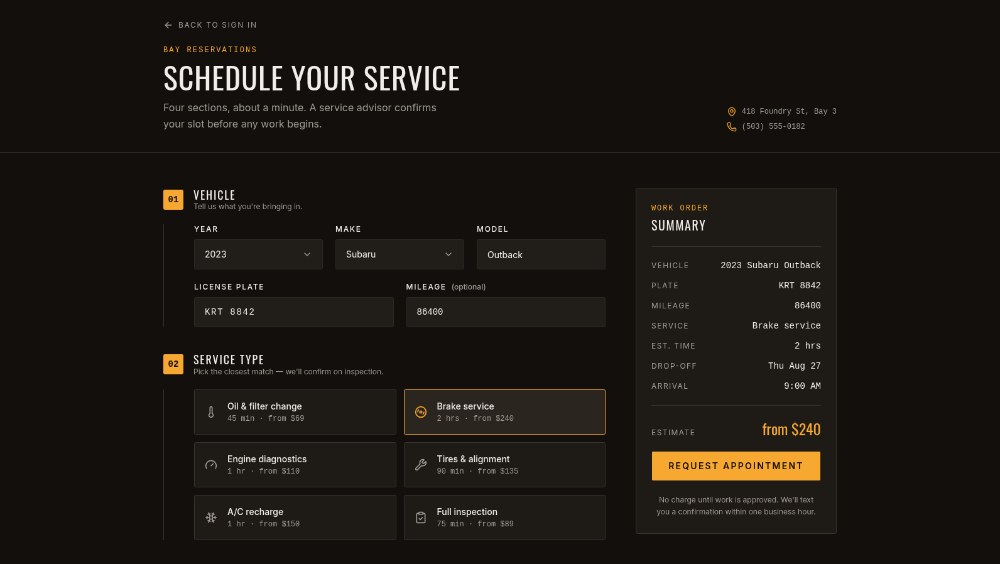 BACK TO SIGN IN
BAY RESERVATIONS
SCHEDULE YOUR SERVICE
Four sections, about a minute. A service advisor confirms
your slot before any work begins.
418 Foundry St, Bay 3
(503) 555-0182
01 VEHICLE
Tell us what you're bringing in.
YEAR MAKE MODEL
2023 Subaru Outback
LICENSE PLATE MILEAGE (optional)
KRT 8842 86400
02 SERVICE TYPE
Pick the closest match — we'll confirm on inspection.
Oil & filter change
45 min · from $69
Brake service
2 hrs · from $240
Engine diagnostics
1 hr · from $110
Tires & alignment
90 min · from $135
A/C recharge
1 hr · from $150
Full inspection
75 min · from $89
WORK ORDER
SUMMARY
VEHICLE 2023 Subaru Outback
PLATE KRT 8842
MILEAGE 86400
SERVICE Brake service
EST. TIME 2 hrs
DROP-OFF Thu Aug 27
ARRIVAL 9:00 AM
ESTIMATE from $240
REQUEST APPOINTMENT
No charge until work is approved. We'll text
you a confirmation within one business hour.